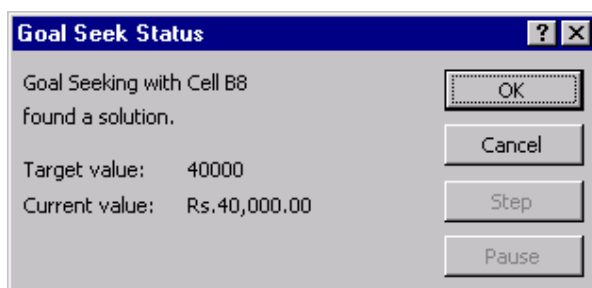 Goal Seek Status
Goal Seeking with Cell B8
found a solution.
Target value: 40000
Current value: Rs.40,000.00
OK
Cancel
Step
Pause